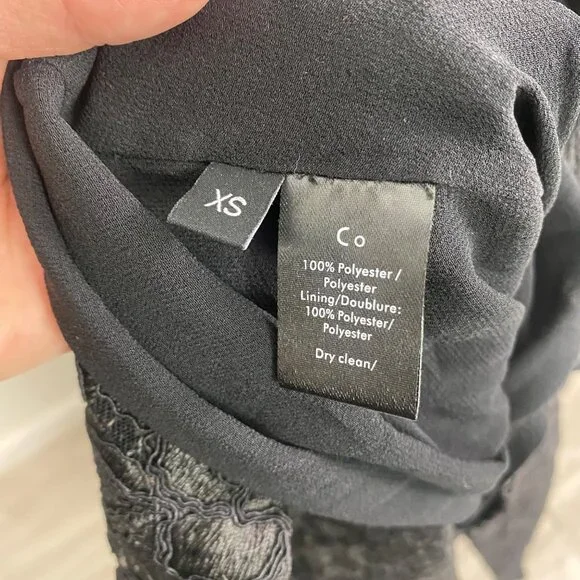 XS
Co
100% Polyester /
Polyester
Lining/Doublure:
100% Polyester/
Polyester
Dry clean/